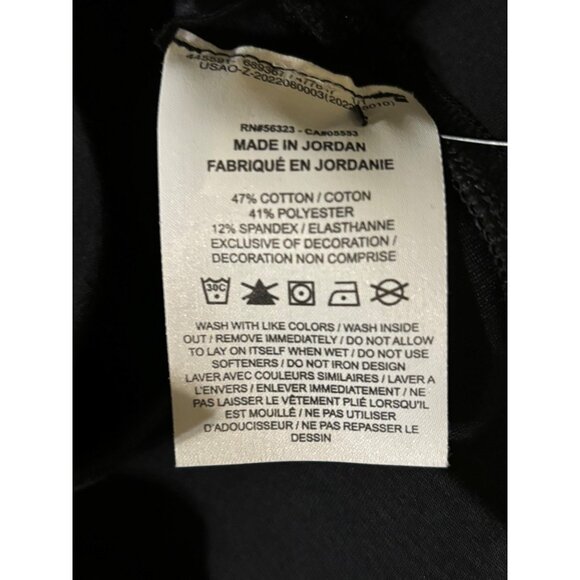 USAO-Z-2022080003(202
RN#56323 - CA#05553
MADE IN JORDAN
FABRIQUÉ EN JORDANIE
47% COTTON / COTON
41% POLYESTER
12% SPANDEX / ELASTHANNE
EXCLUSIVE OF DECORATION /
DECORATION NON COMPRISE
30C
WASH WITH LIKE COLORS / WASH INSIDE
OUT / REMOVE IMMEDIATELY / DO NOT ALLOW
TO LAY ON ITSELF WHEN WET / DO NOT USE
SOFTENERS / DO NOT IRON DESIGN
LAVER AVEC COULEURS SIMILAIRES / LAVER A
L'ENVERS / ENLEVER IMMEDIATEMENT / NE
PAS LAISSER LE VÊTEMENT PLIÉ LORSQU'IL
EST MOUILLÉ / NE PAS UTILISER
D'ADOUCISSEUR / NE PAS REPASSER LE
DESSIN